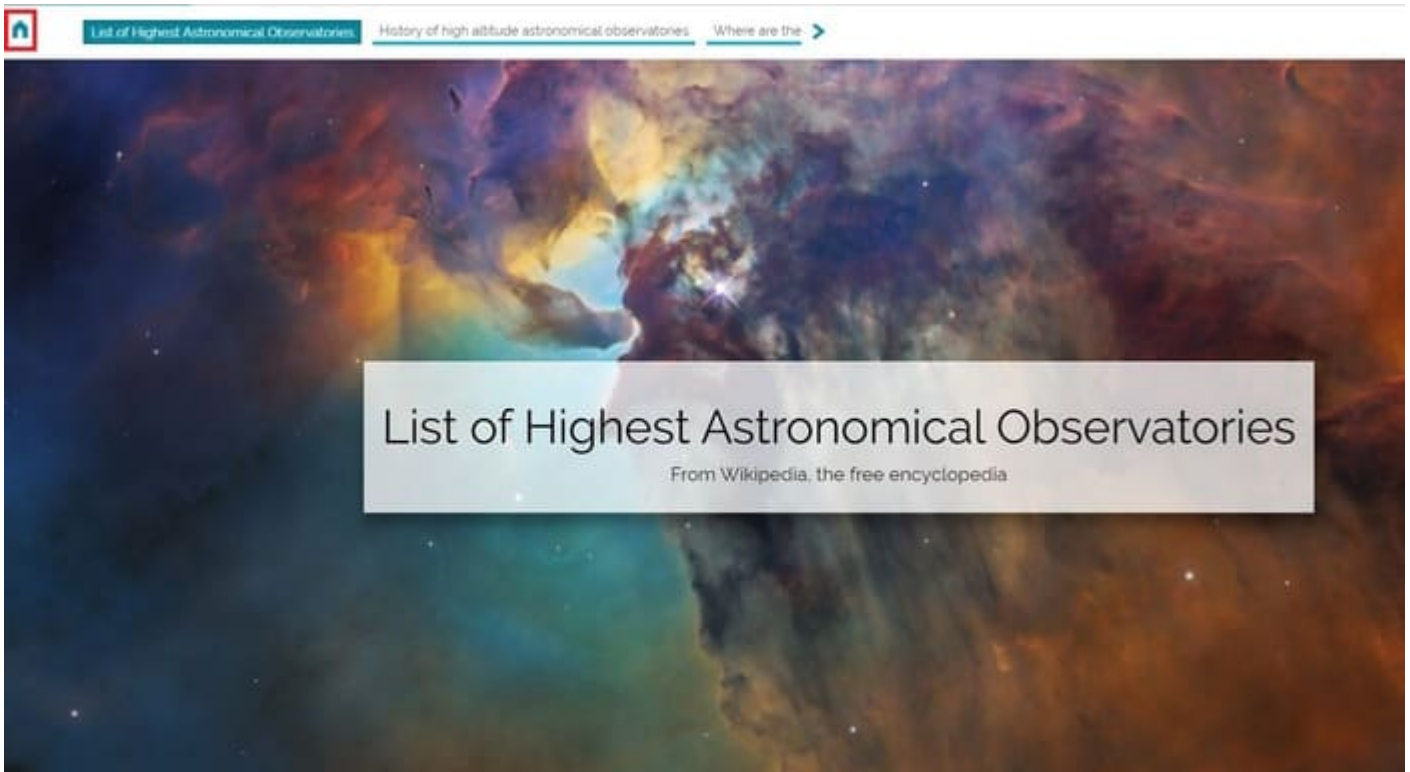 List of Highest Astronomical Observatories
History of high altitude astronomical observatories
Where are the
List of Highest Astronomical Observatories
From Wikipedia, the free encyclopedia